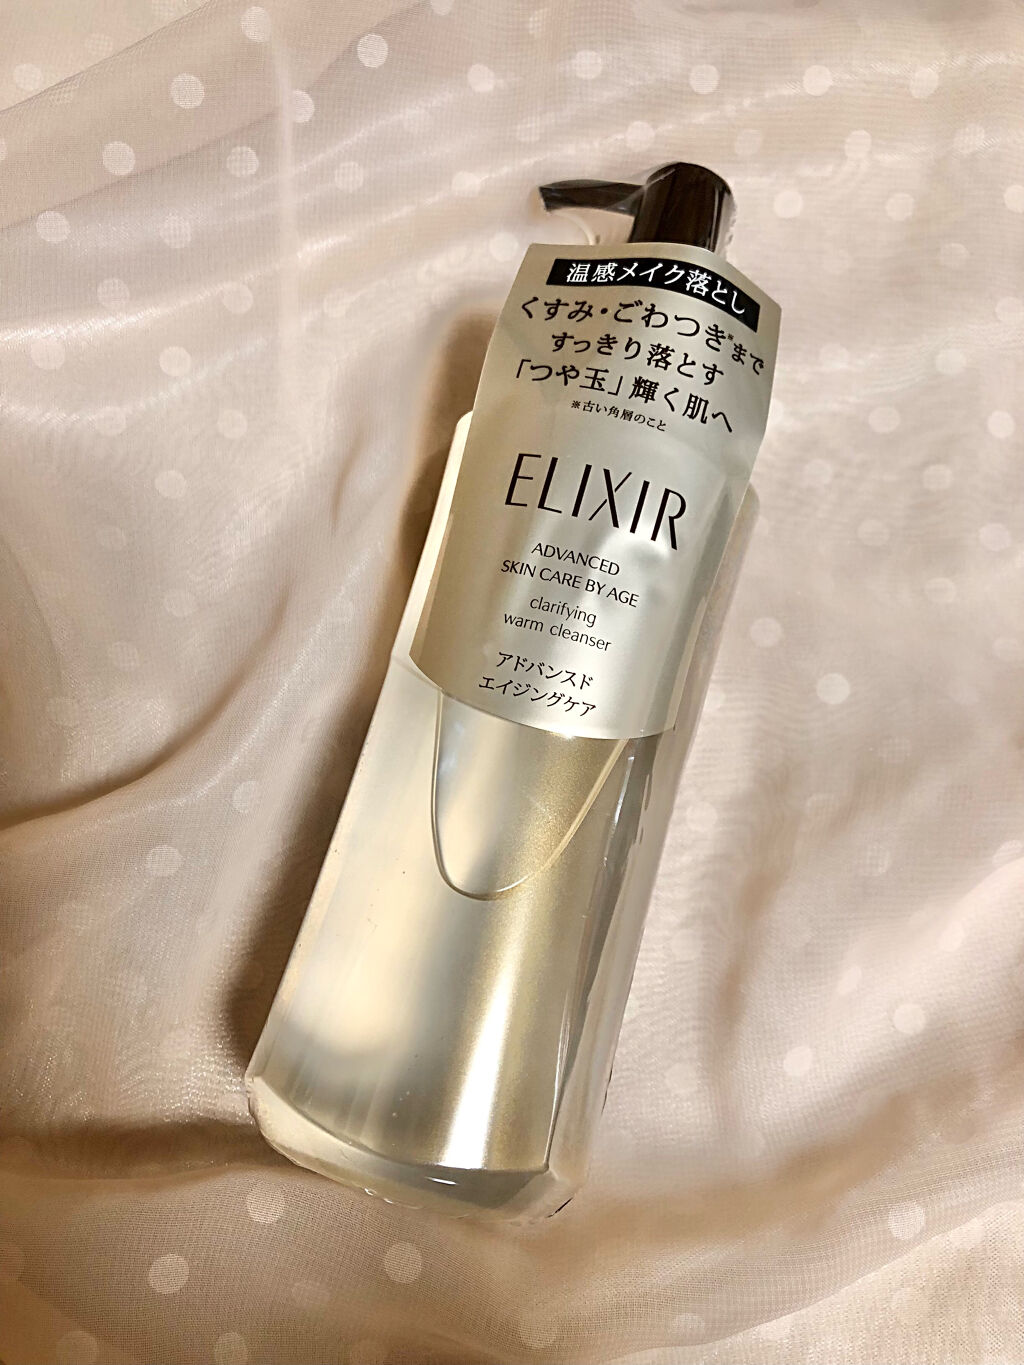 温感メイク落とし
くすみ・ごわつき※まで
すっきり落とす
「つや玉」輝く肌へ
※古い角層のこと
ELIXIR
ADVANCED
SKIN CARE BY AGE
clarifying
warm cleanser
アドバンスド
エイジングケア